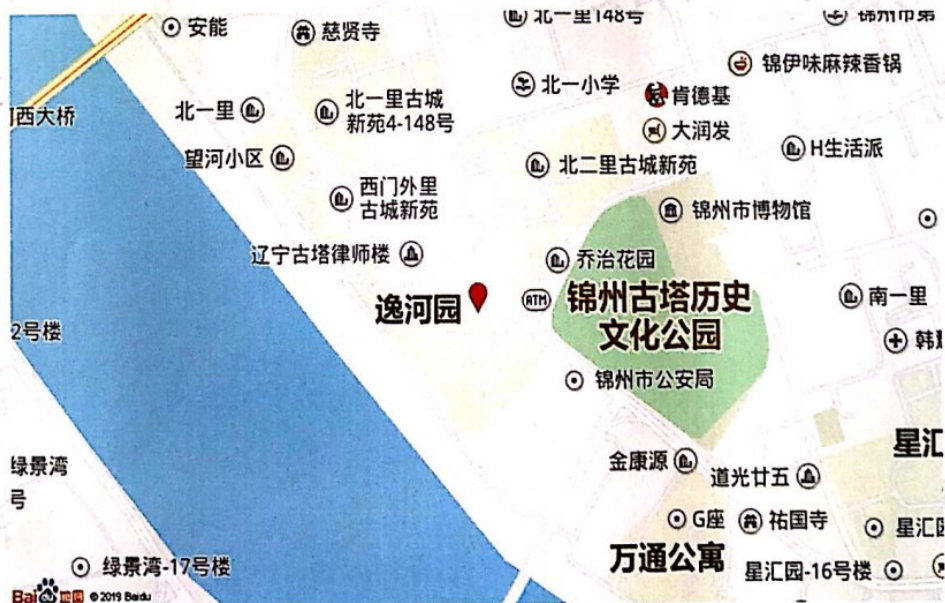 安能
慈贤寺
北一里148号
锦州市第
锦伊味麻辣香锅
北一小学
肯德基
西大桥
北一里
北一里古城
新苑4-148号
大润发
H生活派
望河小区
北二里古城新苑
西门外里
古城新苑
锦州市博物馆
辽宁古塔律师楼
乔治花园
逸河园
ATM
锦州古塔历史
文化公园
南一里
2号楼
韩
锦州市公安局
星汇
绿景湾
号
金康源
道光廿五
G座
祐国寺
星汇
万通公寓
绿景湾-17号楼
星汇园-16号楼
Bai du 地图 © 2019 Baidu